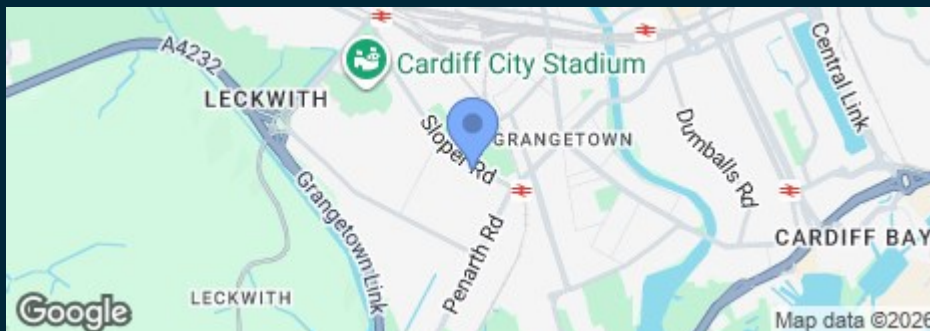 A4232
Cardiff City Stadium
LECKWITH
Sloper Rd
GRANGETOWN
Dumballs Rd
Central Link
Grangetown Link
Penarth Rd
CARDIFF BAY
LECKWITH
Google
Map data ©2026